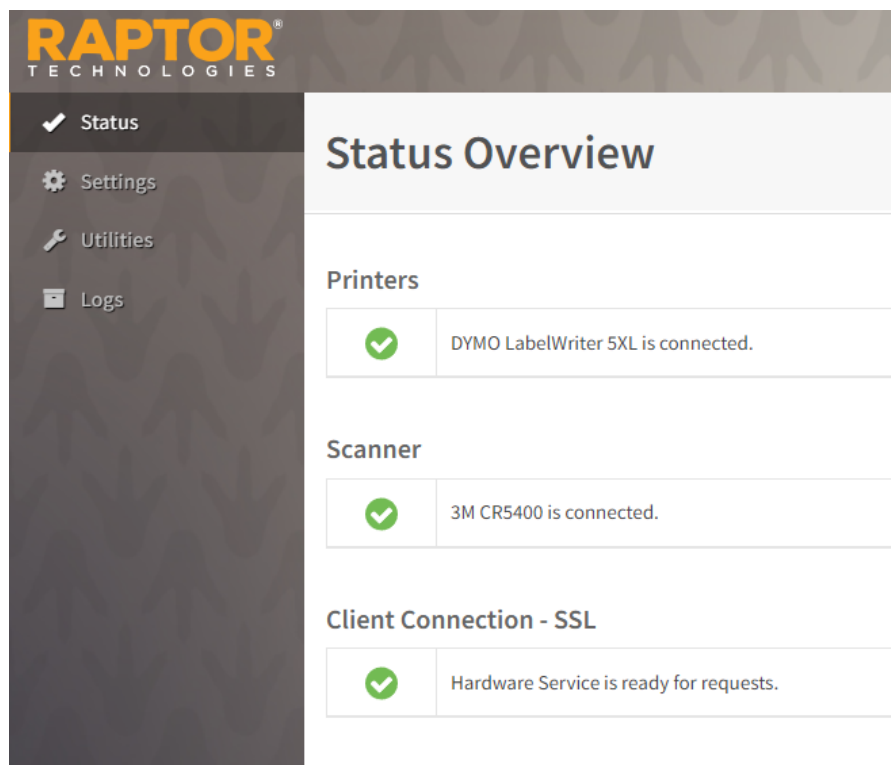 RAPTOR®
TECHNOLOGIES
Status
Settings
Utilities
Logs
Status Overview
Printers
DYMO LabelWriter 5XL is connected.
Scanner
3M CR5400 is connected.
Client Connection - SSL
Hardware Service is ready for requests.